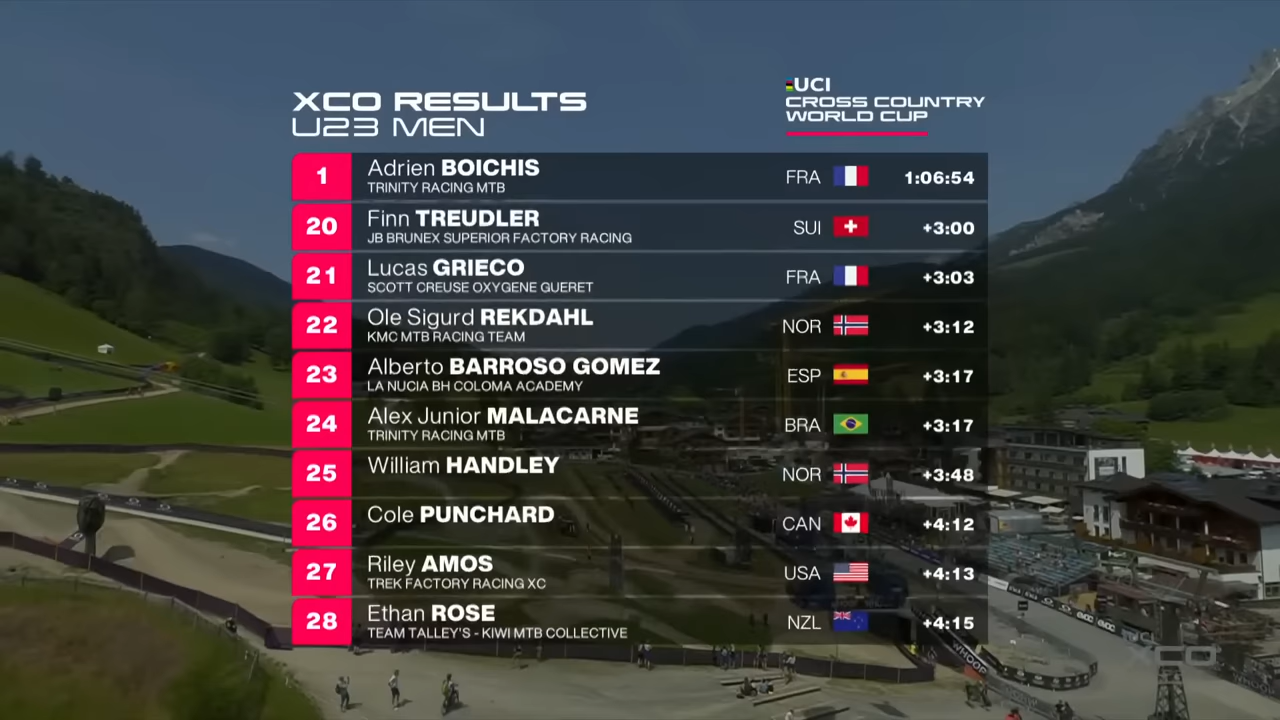 XCO RESULTS
U23 MEN
UCI
CROSS COUNTRY
WORLD CUP
1 Adrien BOICHIS FRA 1:06:54
TRINITY RACING MTB
20 Finn TREUDLER SUI +3:00
JB BRUNEX SUPERIOR FACTORY RACING
21 Lucas GRIECO FRA +3:03
SCOTT CREUSE OXYGENE GUERET
22 Ole Sigurd REKDAHL NOR +3:12
KMC MTB RACING TEAM
23 Alberto BARROSO GOMEZ ESP +3:17
LA NUCIA BH COLOMA ACADEMY
24 Alex Junior MALACARNE BRA +3:17
TRINITY RACING MTB
25 William HANDLEY NOR +3:48
26 Cole PUNCHARD CAN +4:12
27 Riley AMOS USA +4:13
TREK FACTORY RACING XC
28 Ethan ROSE NZL +4:15
TEAM TALLEY'S - KIWI MTB COLLECTIVE
UCI
XCO
WHOOP
WHOOP